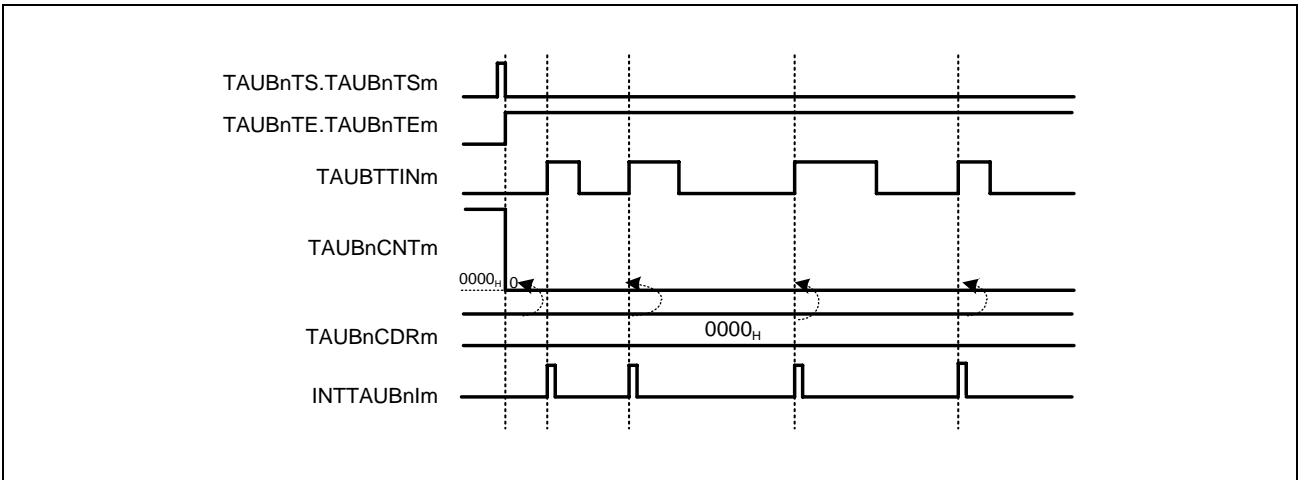 TAUBnTS.TAUBnTSm
TAUBnTE.TAUBnTEm
TAUBTTINm
TAUBnCNTm
0000H 0
TAUBnCDRm
0000H
INTTAUBnIm